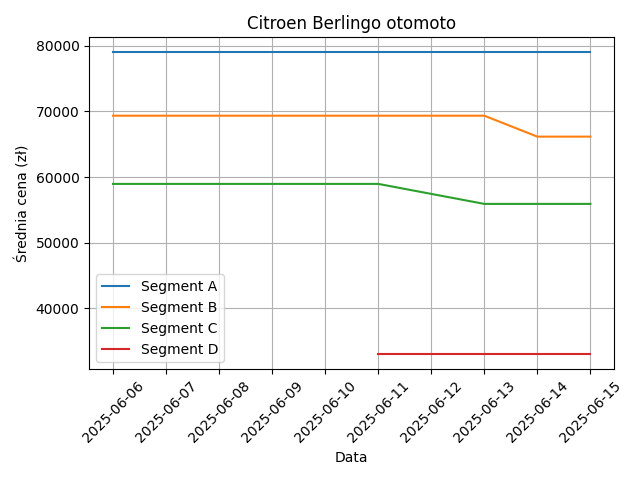 Citroen Berlingo otomoto
Średnia cena (zł)
80000
70000
60000
50000
40000
Segment A
Segment B
Segment C
Segment D
2025-06-06
2025-06-07
2025-06-08
2025-06-09
2025-06-10
2025-06-11
2025-06-12
2025-06-13
2025-06-14
2025-06-15
Data